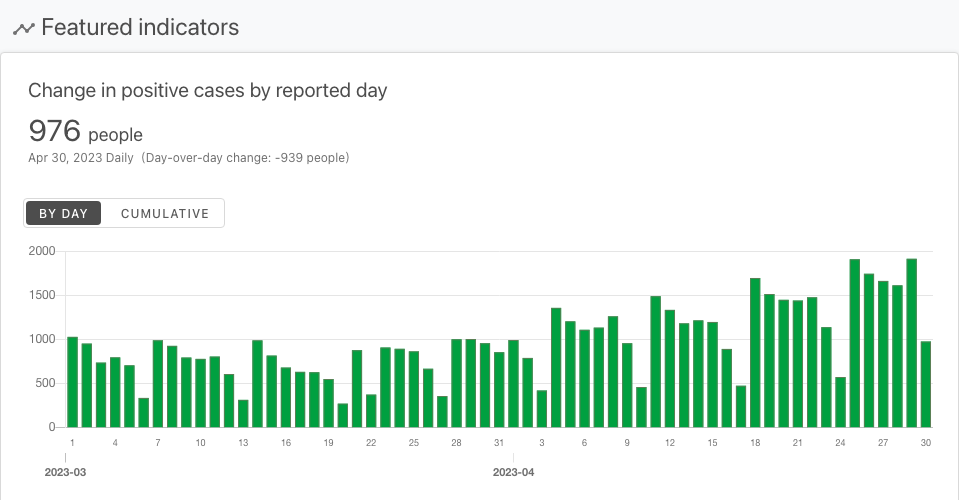 Featured indicators
Change in positive cases by reported day
976 people
Apr 30, 2023 Daily (Day-over-day change: -939 people)
BY DAY CUMULATIVE
2000
1500
1000
500
0
1 4 7 10 13 16 19 22 25 28 31 3 6 9 12 15 18 21 24 27 30
2023-03 2023-04